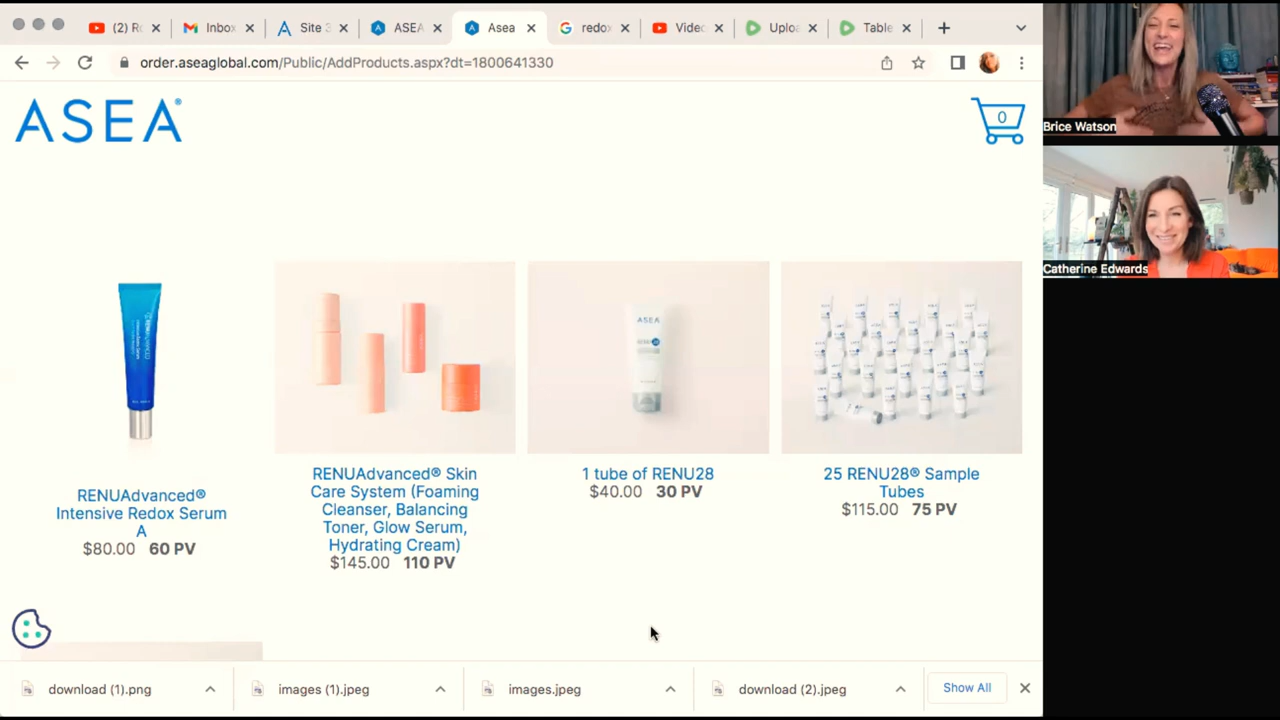 (2) R
Inbox
Site 3
ASEA
Asea
redox
Video
Uploa
Table
order.aseaglobal.com/Public/AddProducts.aspx?dt=1800641330
ASEA®
0
Brice Watson
Catherine Edwards
RENUAdvanced®
Intensive Redox Serum
A
$80.00 60 PV
RENUAdvanced® Skin
Care System (Foaming
Cleanser, Balancing
Toner, Glow Serum,
Hydrating Cream)
$145.00 110 PV
ASEA
1 tube of RENU28
$40.00 30 PV
25 RENU28® Sample
Tubes
$115.00 75 PV
download (1).png
images (1).jpeg
images.jpeg
download (2).jpeg
Show All